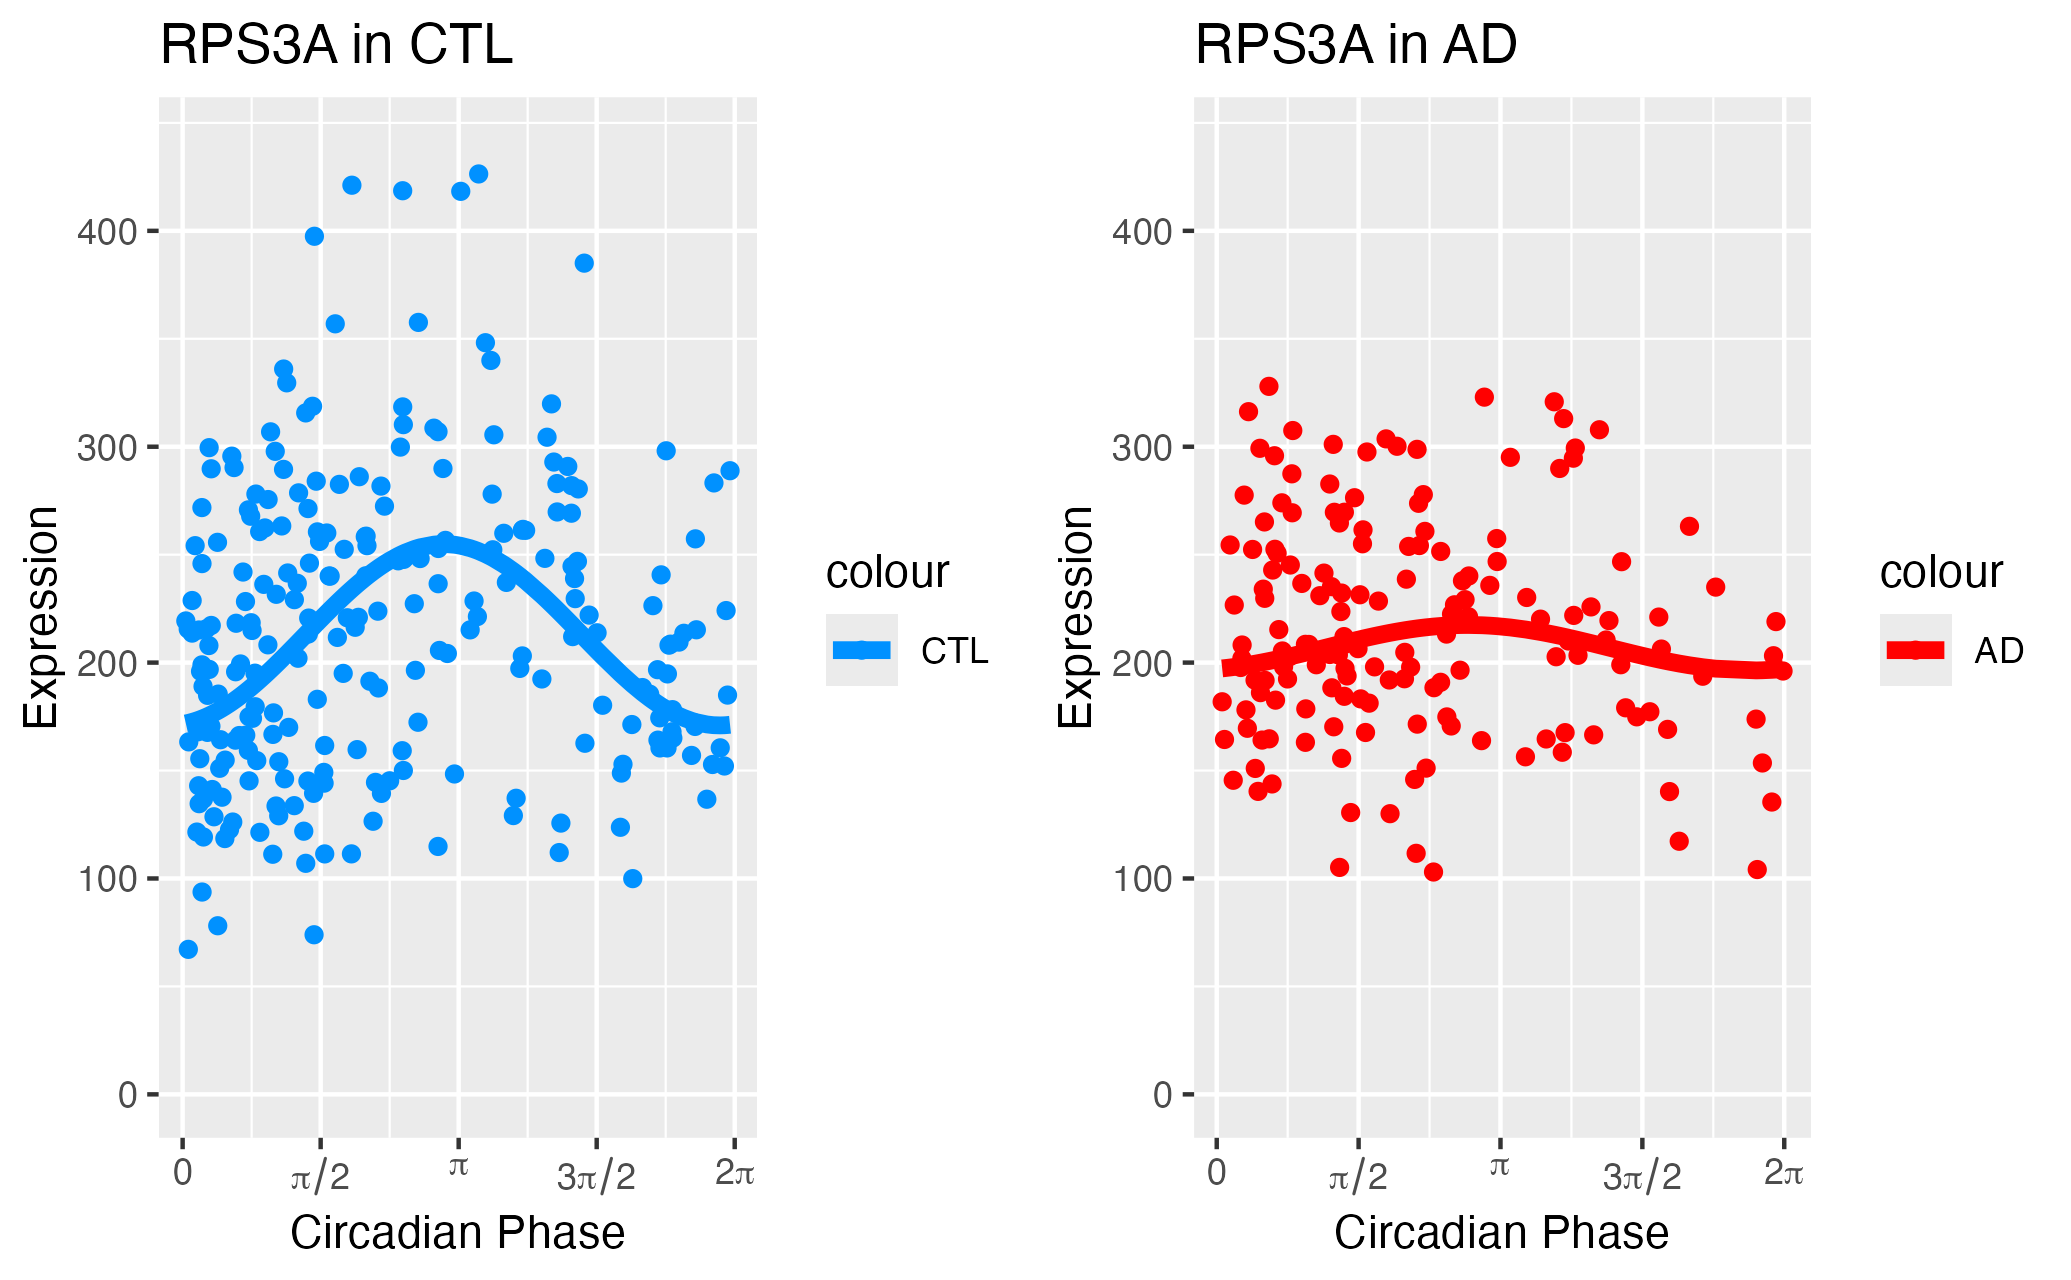 RPS3A in CTL
Expression
400
300
200
100
0
0
π/2
π
3π/2
2π
Circadian Phase
colour
CTL
RPS3A in AD
Expression
400
300
200
100
0
0
π/2
π
3π/2
2π
Circadian Phase
colour
AD